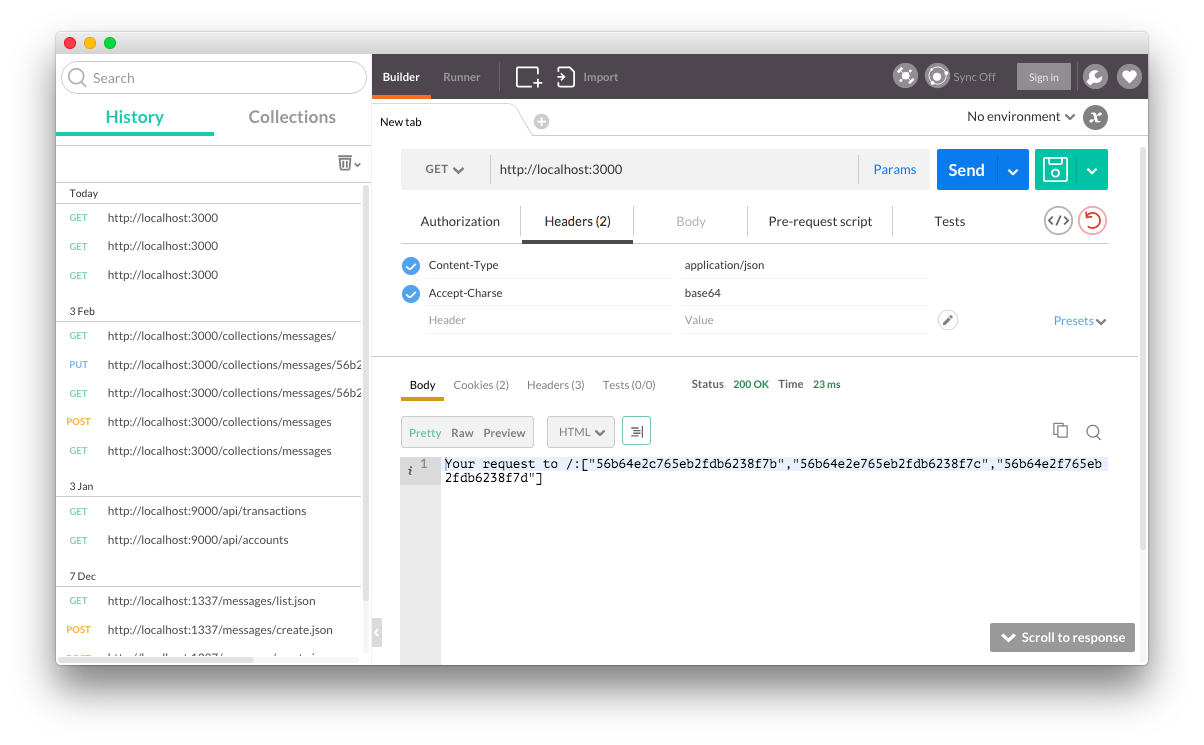 Search
History Collections
Today
GET http://localhost:3000
GET http://localhost:3000
GET http://localhost:3000
3 Feb
GET http://localhost:3000/collections/messages/
PUT http://localhost:3000/collections/messages/56b2
GET http://localhost:3000/collections/messages/56b2
POST http://localhost:3000/collections/messages
GET http://localhost:3000/collections/messages
3 Jan
GET http://localhost:9000/api/transactions
GET http://localhost:9000/api/accounts
7 Dec
GET http://localhost:1337/messages/list.json
POST http://localhost:1337/messages/create.json
Builder Runner Import Sync Off Sign in
New tab No environment x
GET http://localhost:3000 Params Send
Authorization Headers (2) Body Pre-request script Tests </>
Content-Type application/json
Accept-Charse base64
Header Value Presets
Body Cookies (2) Headers (3) Tests (0/0) Status 200 OK Time 23 ms
Pretty Raw Preview HTML
i 1 Your request to /:["56b64e2c765eb2fdb6238f7b","56b64e2e765eb2fdb6238f7c","56b64e2f765eb
2fdb6238f7d"]
Scroll to response